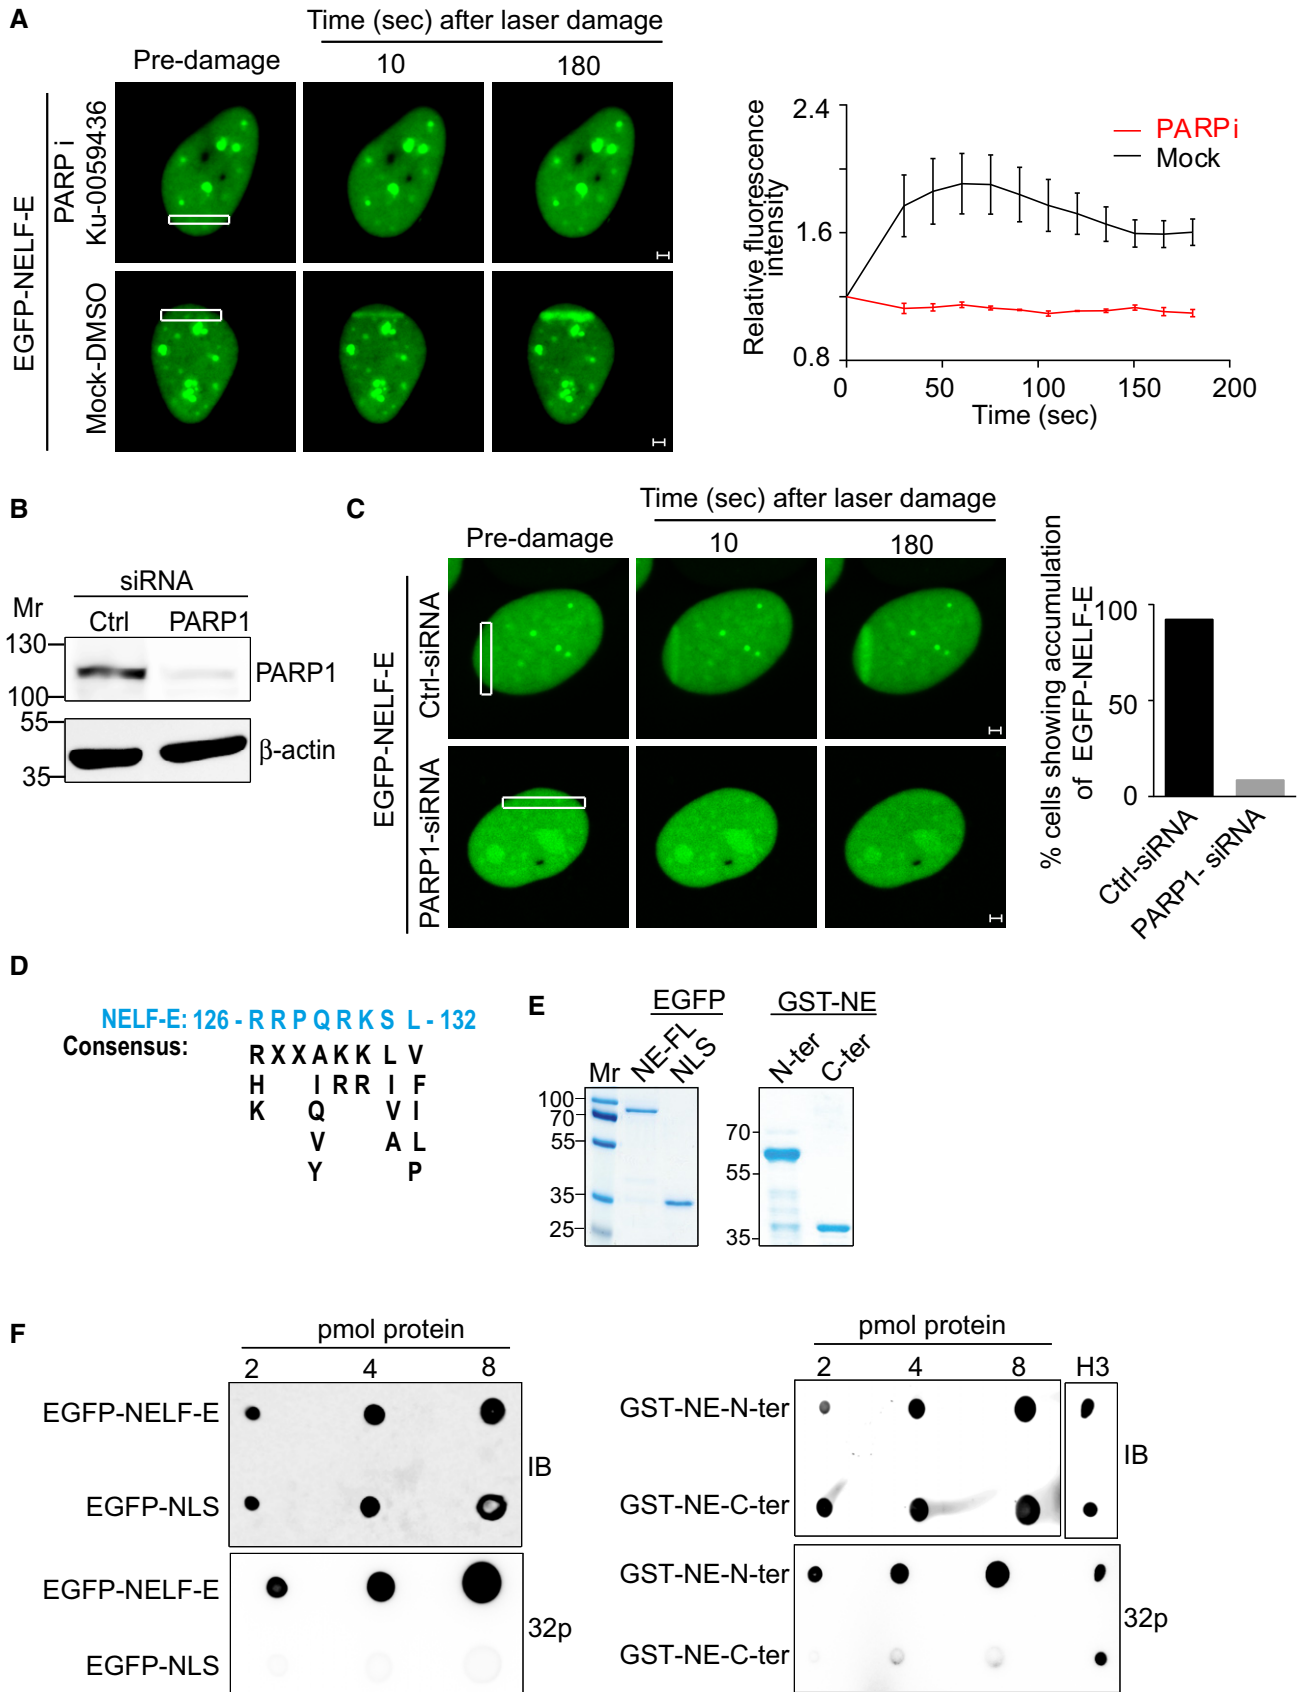 A
Time (sec) after laser damage
Pre-damage
10
180
EGFP-NELF-E
PARP i
Ku-0059436
Mock-DMSO
Relative fluorescence
intensity
2.4
1.6
0.8
PARPi
Mock
0
50
100
150
200
Time (sec)
B
siRNA
Mr
Ctrl
PARP1
130
100
PARP1
55
35
β-actin
C
Time (sec) after laser damage
Pre-damage
10
180
EGFP-NELF-E
Ctrl-siRNA
PARP1-siRNA
% cells showing accumulation
of EGFP-NELF-E
100
50
0
Ctrl-siRNA
PARP1- siRNA
D
NELF-E: 126 - R R P Q R K S L - 132
Consensus:
R X X A K K L V
H I R R I F
K Q V I
V A L
Y P
E
EGFP
GST-NE
Mr
NE-FL
NLS
N-ter
C-ter
100
70
55
35
25
70
55
35
F
pmol protein
2 4 8
EGFP-NELF-E
EGFP-NLS
IB
EGFP-NELF-E
EGFP-NLS
32p
pmol protein
2 4 8 H3
GST-NE-N-ter
GST-NE-C-ter
IB
GST-NE-N-ter
GST-NE-C-ter
32p